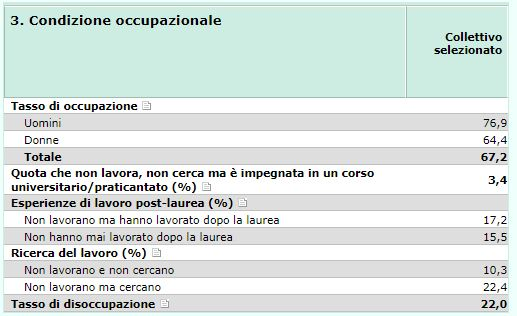 3. Condizione occupazionale
Collettivo
selezionato
Tasso di occupazione
Uomini 76,9
Donne 64,4
Totale 67,2
Quota che non lavora, non cerca ma è impegnata in un corso
universitario/praticantato (%) 3,4
Esperienze di lavoro post-laurea (%)
Non lavorano ma hanno lavorato dopo la laurea 17,2
Non hanno mai lavorato dopo la laurea 15,5
Ricerca del lavoro (%)
Non lavorano e non cercano 10,3
Non lavorano ma cercano 22,4
Tasso di disoccupazione 22,0